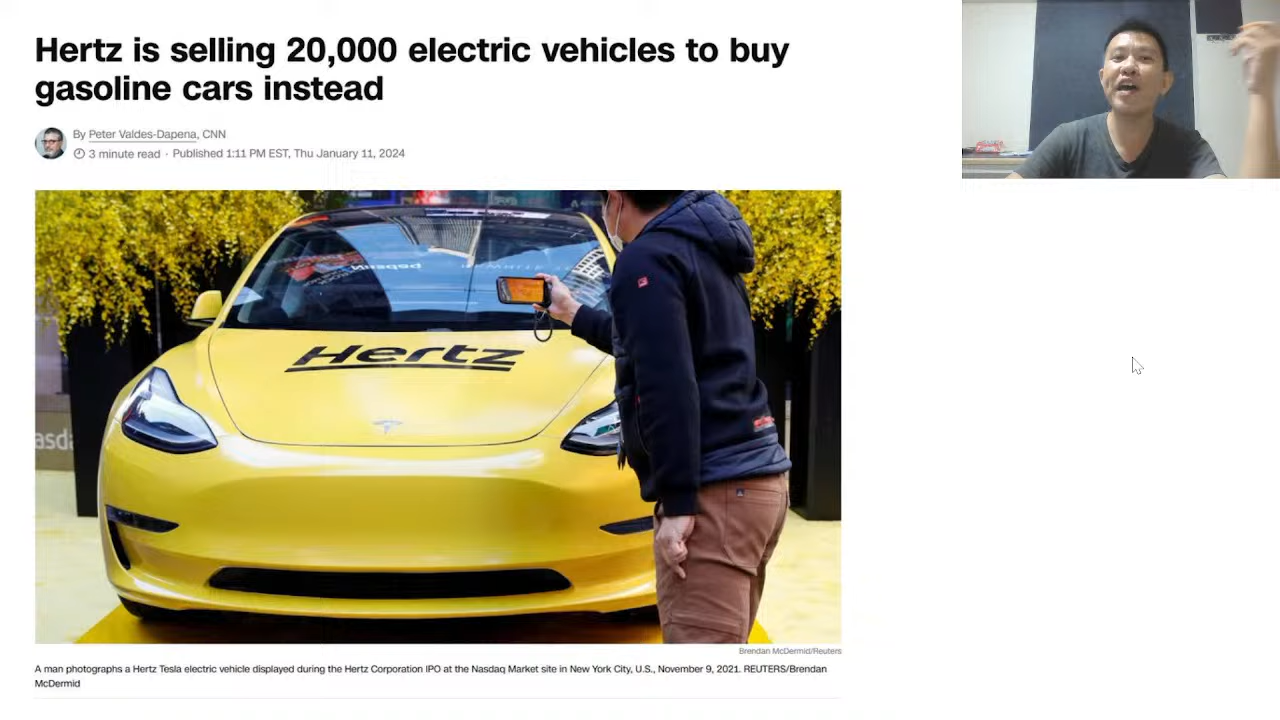 Hertz is selling 20,000 electric vehicles to buy
gasoline cars instead
By Peter Valdes-Dapena, CNN
3 minute read · Published 1:11 PM EST, Thu January 11, 2024
Hertz
asda
Brendan McDermid/Reuters
A man photographs a Hertz Tesla electric vehicle displayed during the Hertz Corporation IPO at the Nasdaq Market site in New York City, U.S., November 9, 2021. REUTERS/Brendan
McDermid